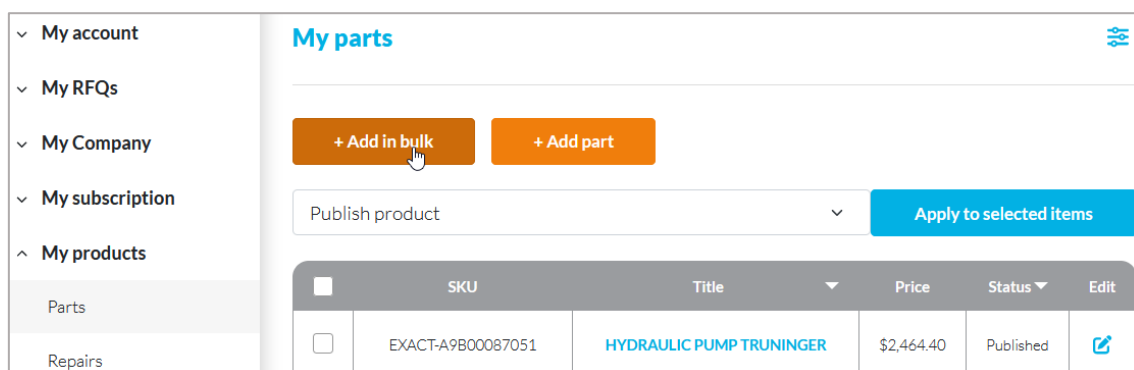 My account
My RFQs
My Company
My subscription
My products
Parts
Repairs
My parts
+ Add in bulk
+ Add part
Publish product
Apply to selected items
SKU Title Price Status Edit
EXACT-A9B00087051 HYDRAULIC PUMP TRUNINGER $2,464.40 Published